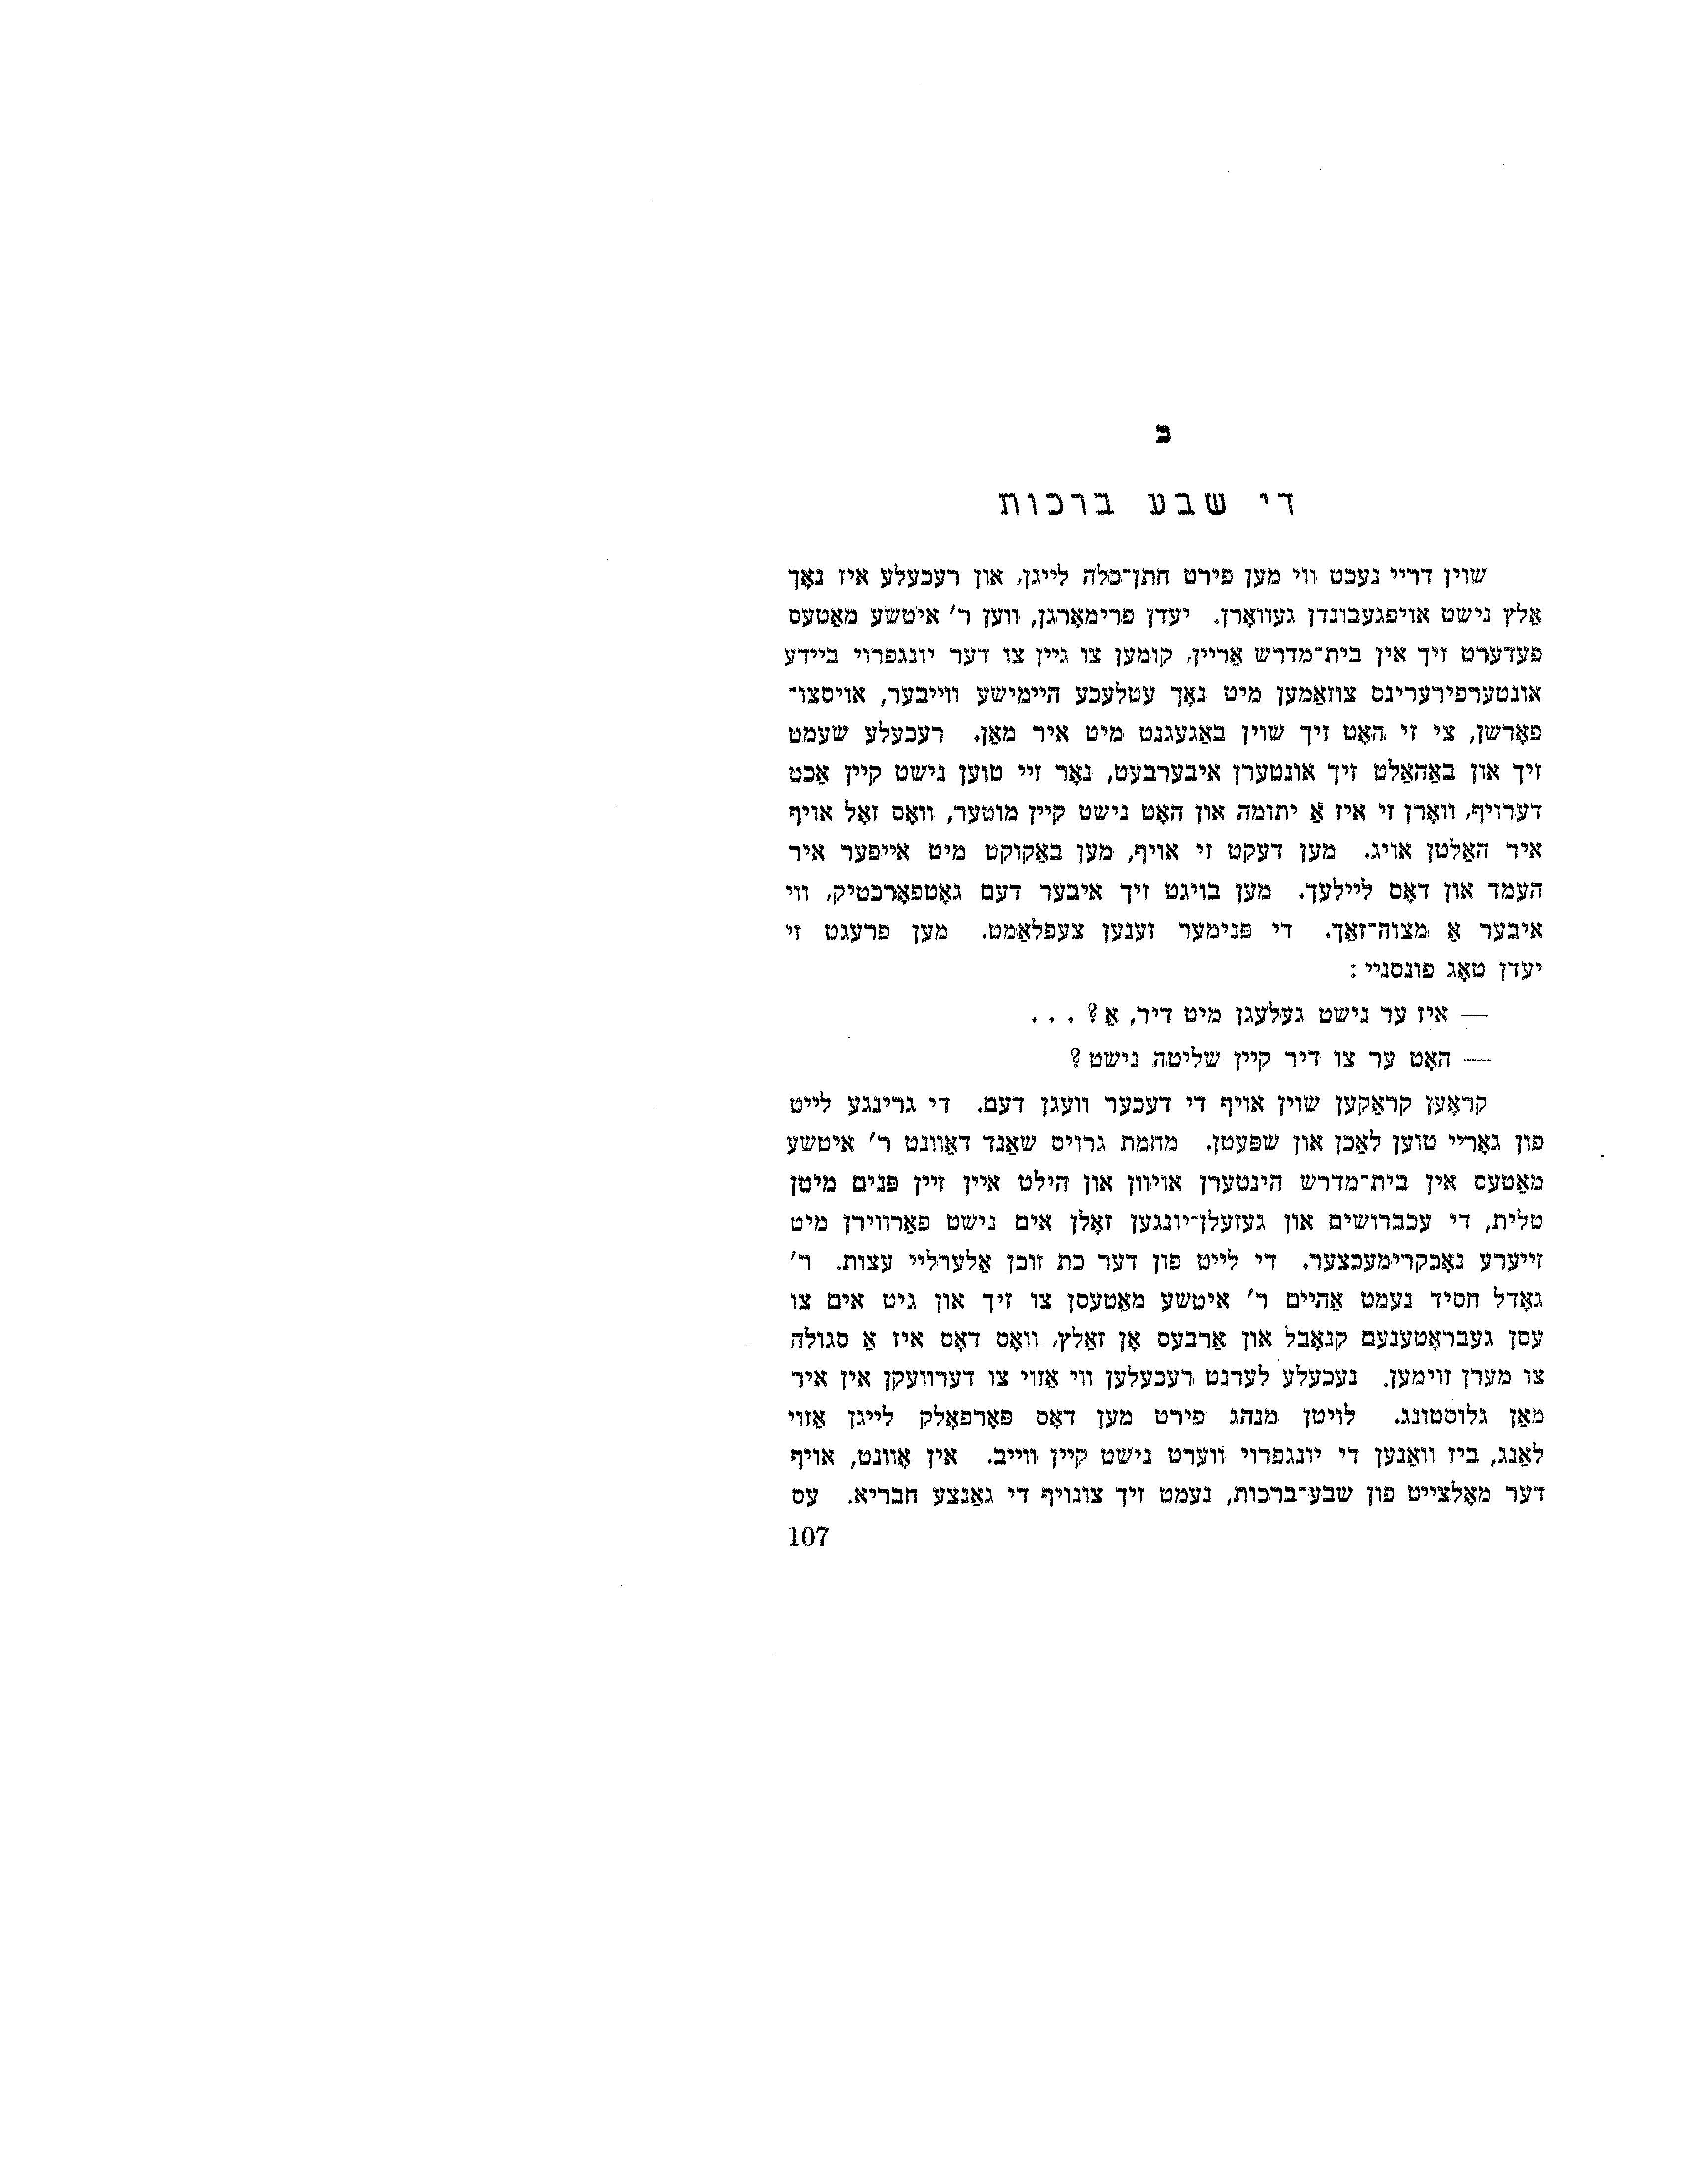 ב
די שבע ברכות
שוין דריי נעכט ווי מען פירט חתן־כלה לייגן, און רעכעלע איז נאָך
אַלץ נישט אויפגעבונדן געוואָרן. יעדן פרימאָרגן, ווען ר׳ איטשע מאַטעס
פעדערט זיך אין בית־מדרש אַריין, קומען צו גיין צו דער יונגפרוי ביידע
אונטערפירערינס צוזאַמען מיט נאָך עטלעכע היימישע ווייבער, אויסצו־
פאָרשן, צי זי האָט זיך שוין באַגעגנט מיט איר מאַן. רעכעלע שעמט
זיך און באַהאַלט זיך אונטערן איבערבעט, נאָר זיי טוען נישט קיין אַכט
דערויף, וואָרן זי איז אַ יתומה און האָט נישט קיין מוטער, וואָס זאָל אויף
איר האַלטן אויג. מען דעקט זי אויף, מען באַקוקט מיט אייפער איר
העמד און דאָס ליילעך. מען בויגט זיך איבער דעם גאָטפאָרכטיק, ווי
איבער אַ מצוה־זאַך. די פּנימער זענען צעפלאַמט. מען פרעגט זי
יעדן טאָג פונסניי:
— איז ער נישט געלעגן מיט דיר, אַ? . . .
— האָט ער צו דיר קיין שליטה נישט?
קראָען קראַקען שוין אויף די דעכער וועגן דעם. די גרינגע לייט
פון גאָריי טוען לאַכן און שפּעטן. מחמת גרויס שאַנד דאַוונט ר׳ איטשע
מאַטעס אין בית־מדרש הינטערן אויוון און הילט איין זיין פּנים מיטן
טלית, די עכברושים און געזעלן־יונגען זאָלן אים נישט פאַרווירן מיט
זייערע נאָכקרימעכצער. די לייט פון דער כת זוכן אַלערליי עצות. ר׳
גאָדל חסיד נעמט אַהיים ר׳ איטשע מאַטעסן צו זיך און גיט אים צו
עסן געבראָטענעם קנאָבל און אַרבעס אָן זאַלץ, וואָס דאָס איז אַ סגולה
צו מערן זוימען. נעכעלע לערנט רעכעלען ווי אַזוי צו דערוועקן אין איר
מאַן גלוסטונג. לויטן מנהג פירט מען דאָס פּאָרפאָלק לייגן אַזוי
לאַנג, ביז וואַנען די יונגפרוי ווערט נישט קיין ווייב. אין אָוונט, אויף
דער מאָלצייט פון שבע־ברכות, נעמט זיך צונויף די גאַנצע חבריא. עס
107